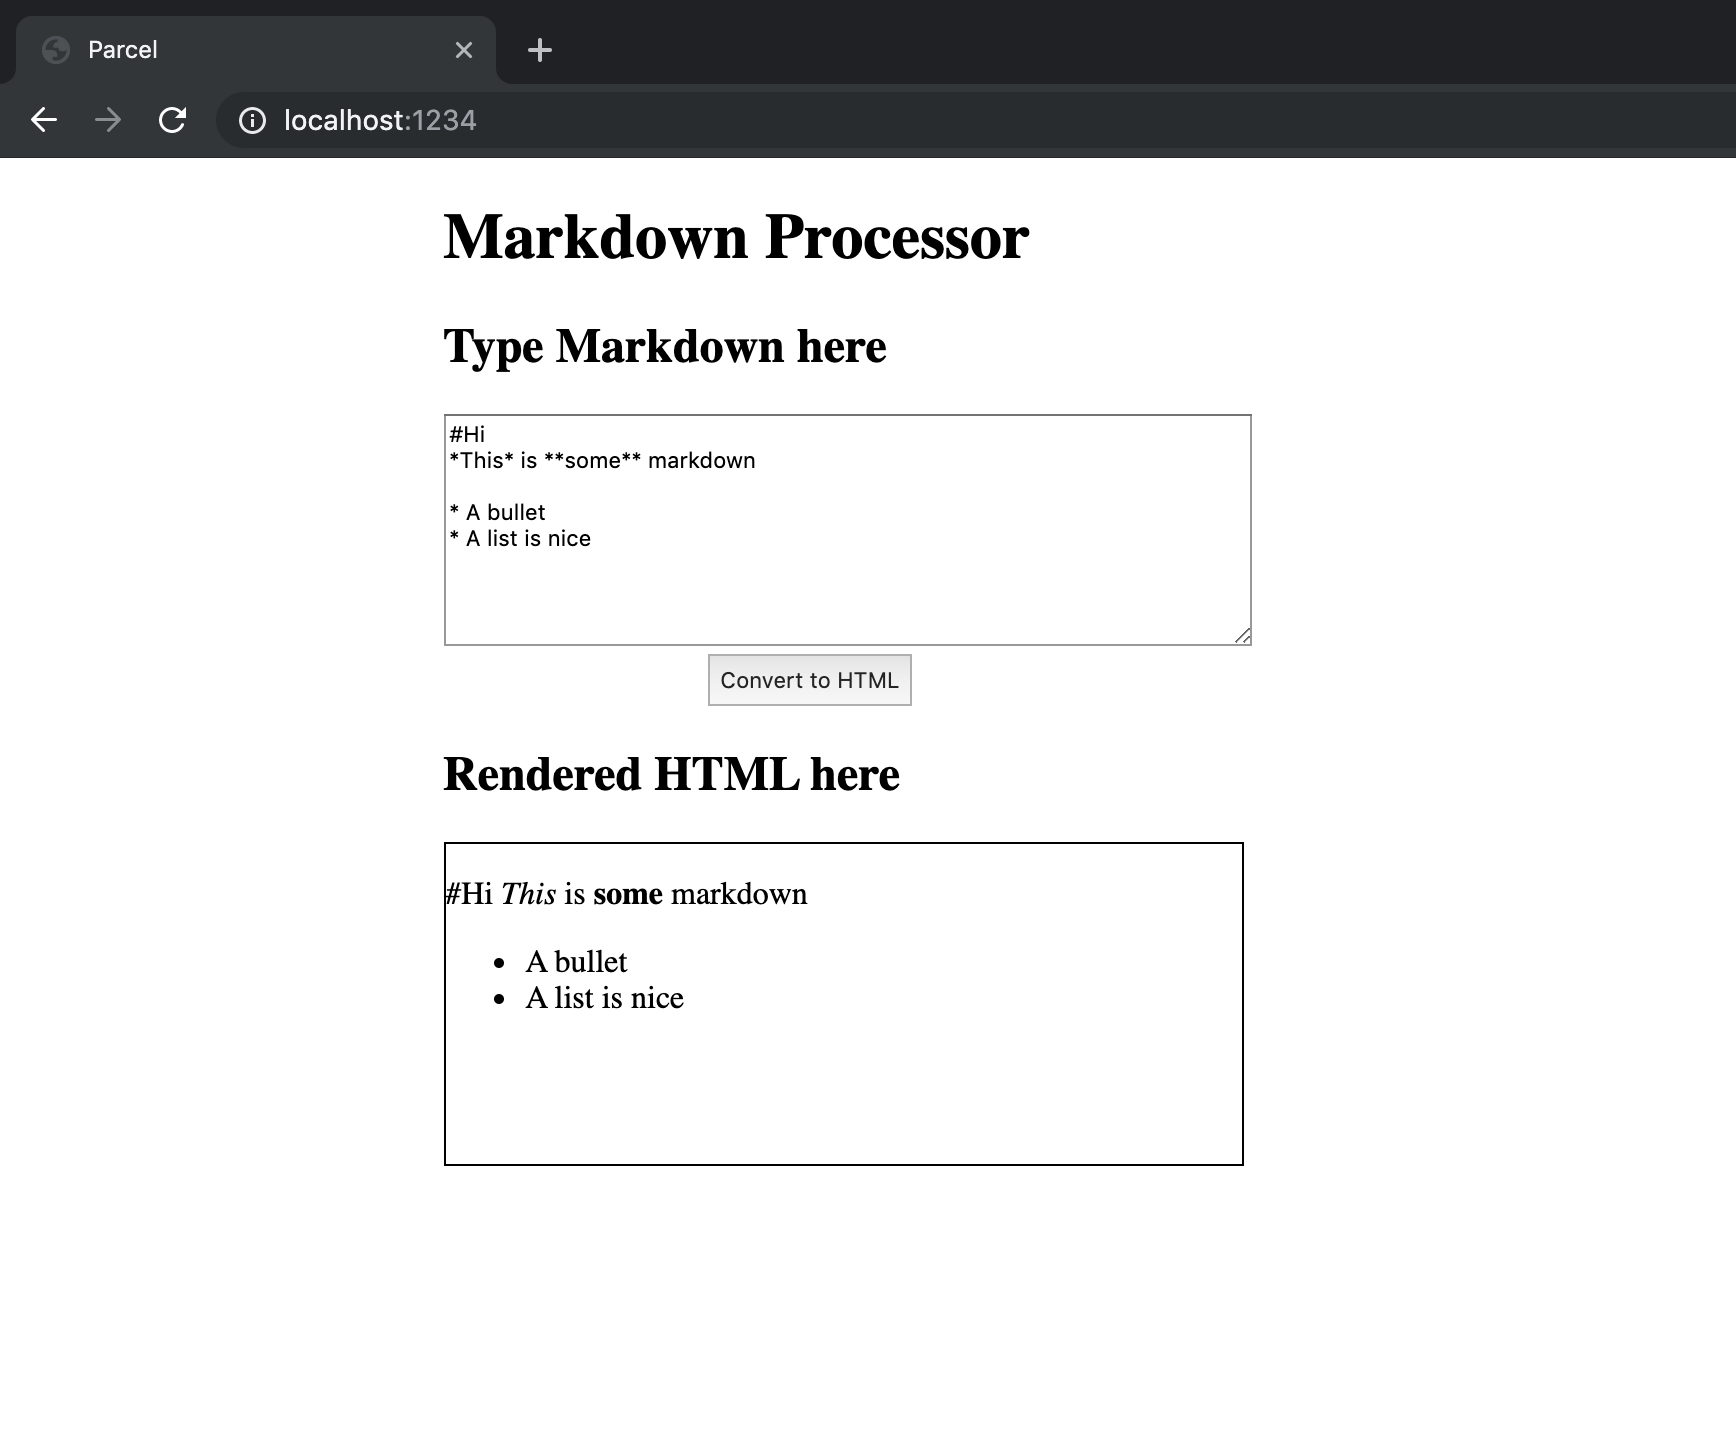 Parcel
localhost:1234
Markdown Processor
Type Markdown here
#Hi
*This* is **some** markdown
* A bullet
* A list is nice
Convert to HTML
Rendered HTML here
#Hi This is some markdown
• A bullet
• A list is nice